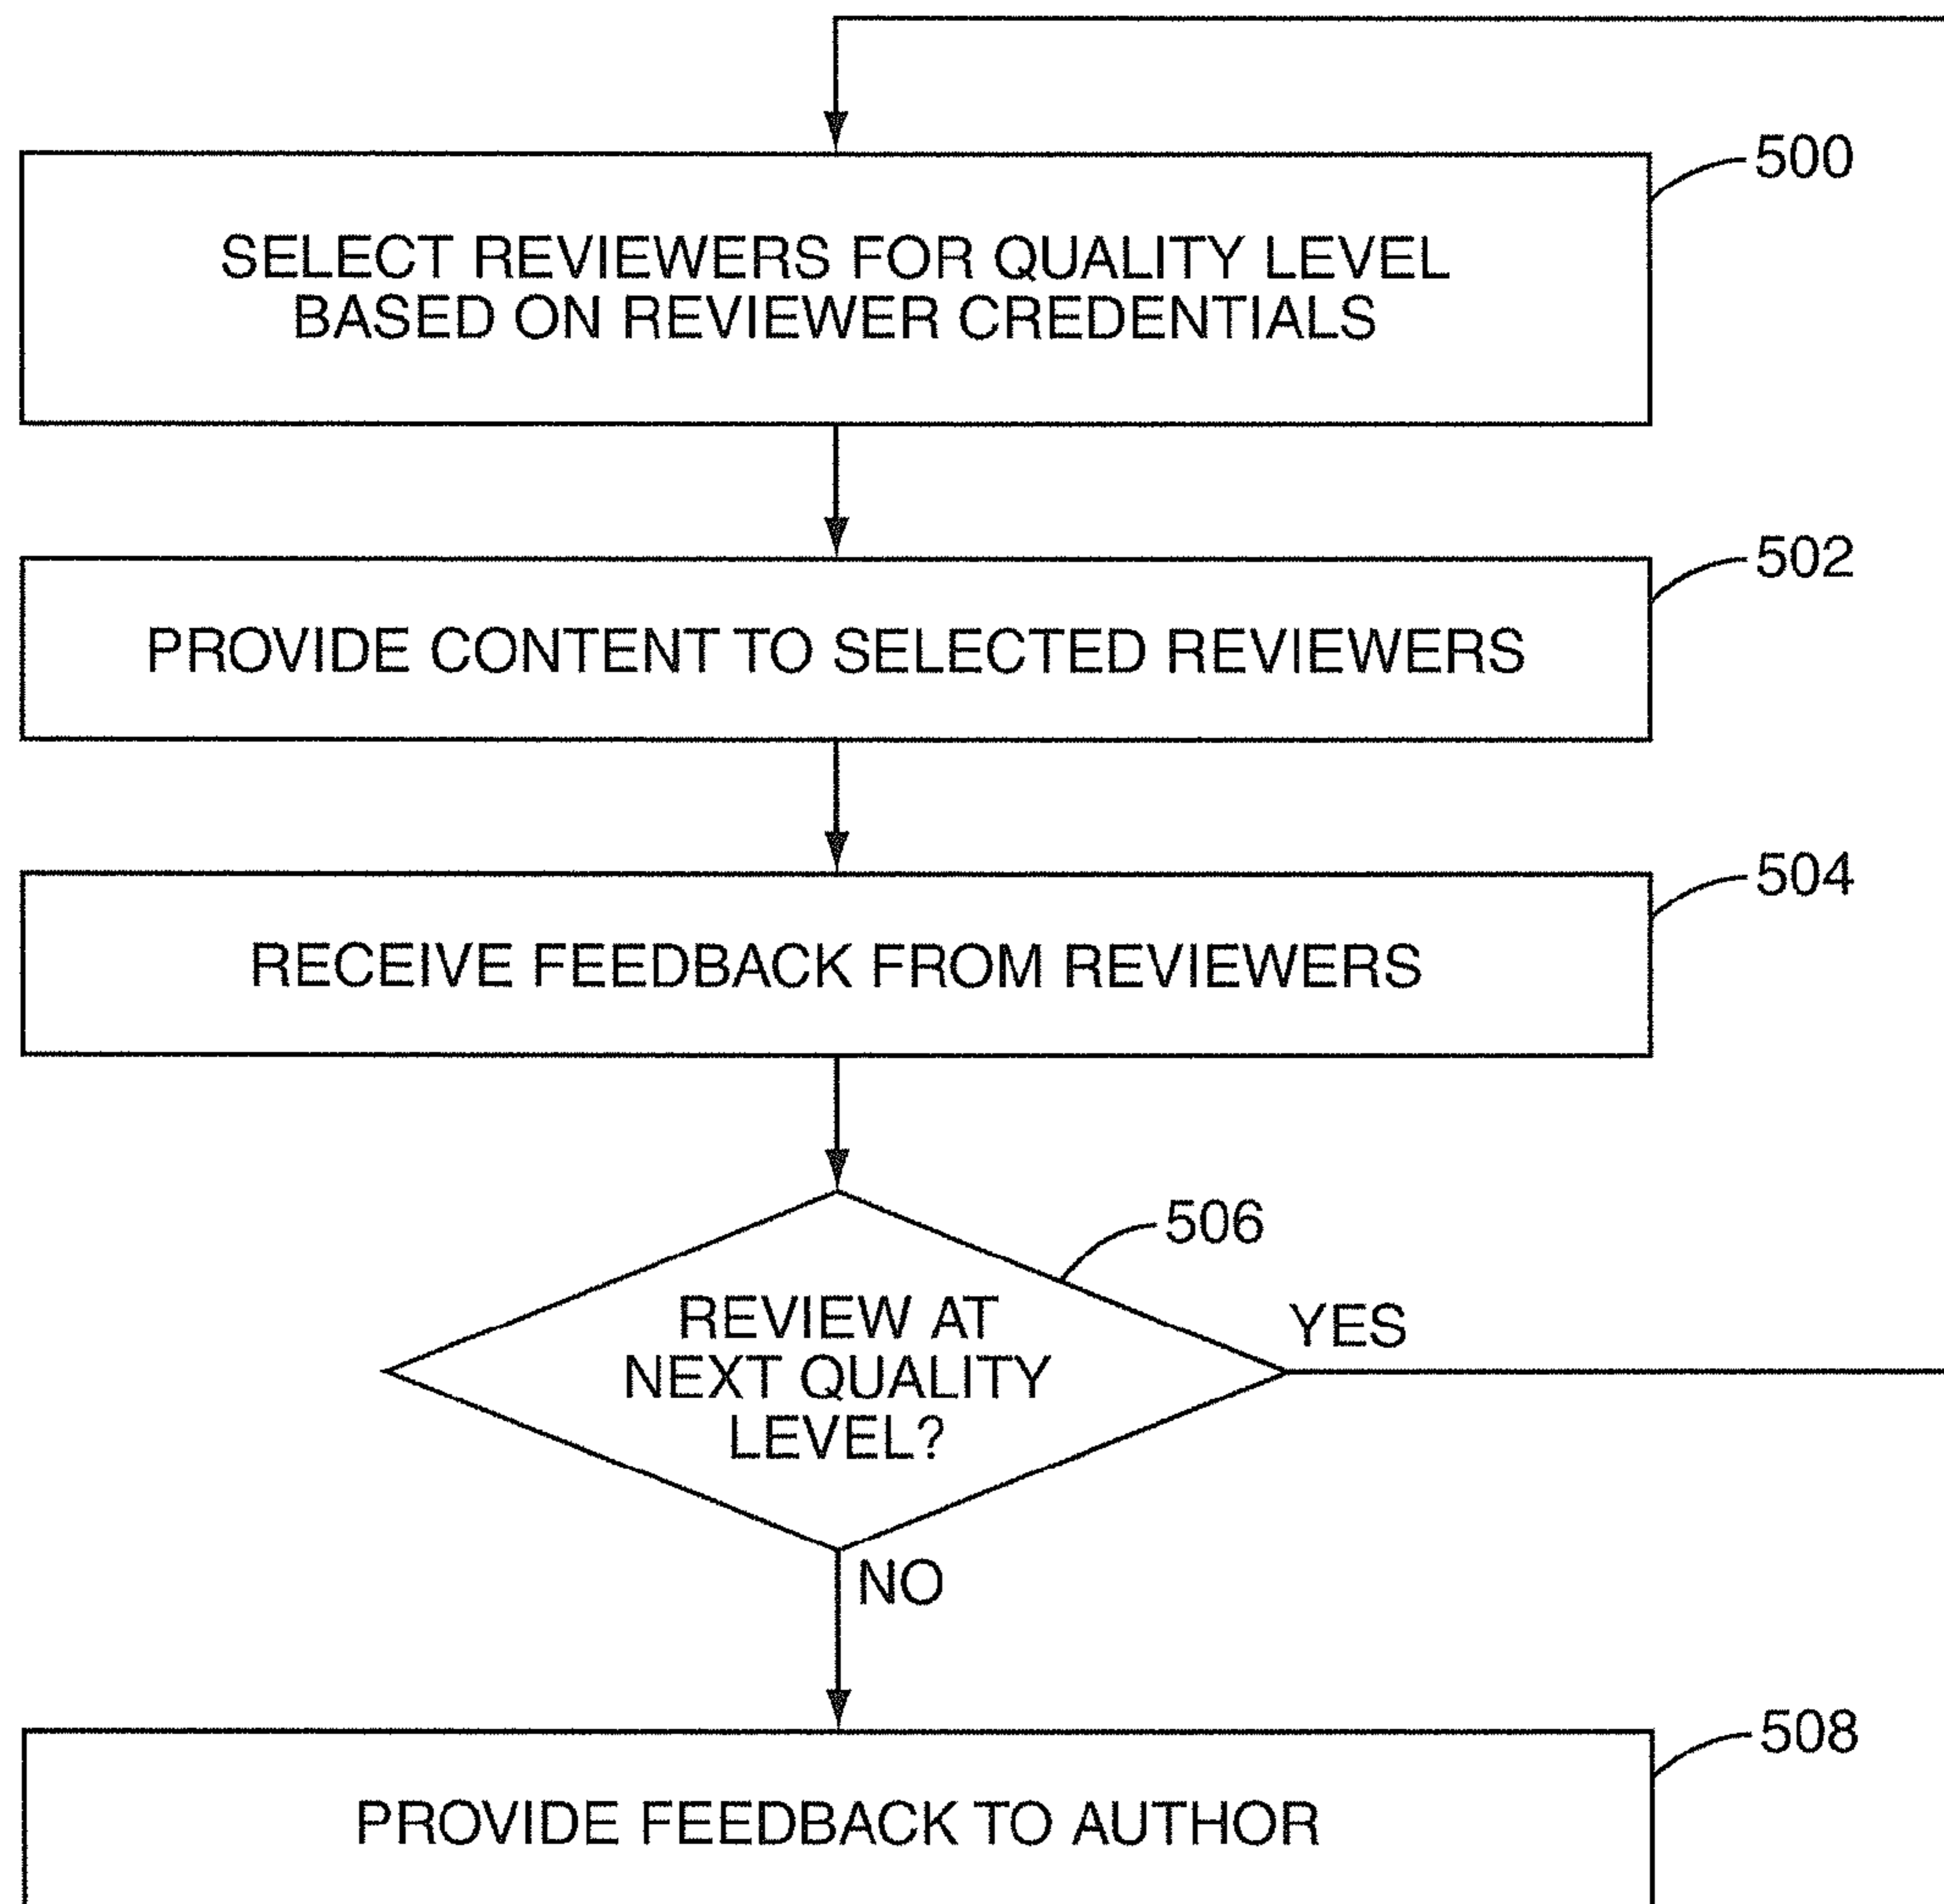 500
SELECT REVIEWERS FOR QUALITY LEVEL
BASED ON REVIEWER CREDENTIALS
502
PROVIDE CONTENT TO SELECTED REVIEWERS
504
RECEIVE FEEDBACK FROM REVIEWERS
506
REVIEW AT
NEXT QUALITY
LEVEL?
YES
NO
508
PROVIDE FEEDBACK TO AUTHOR